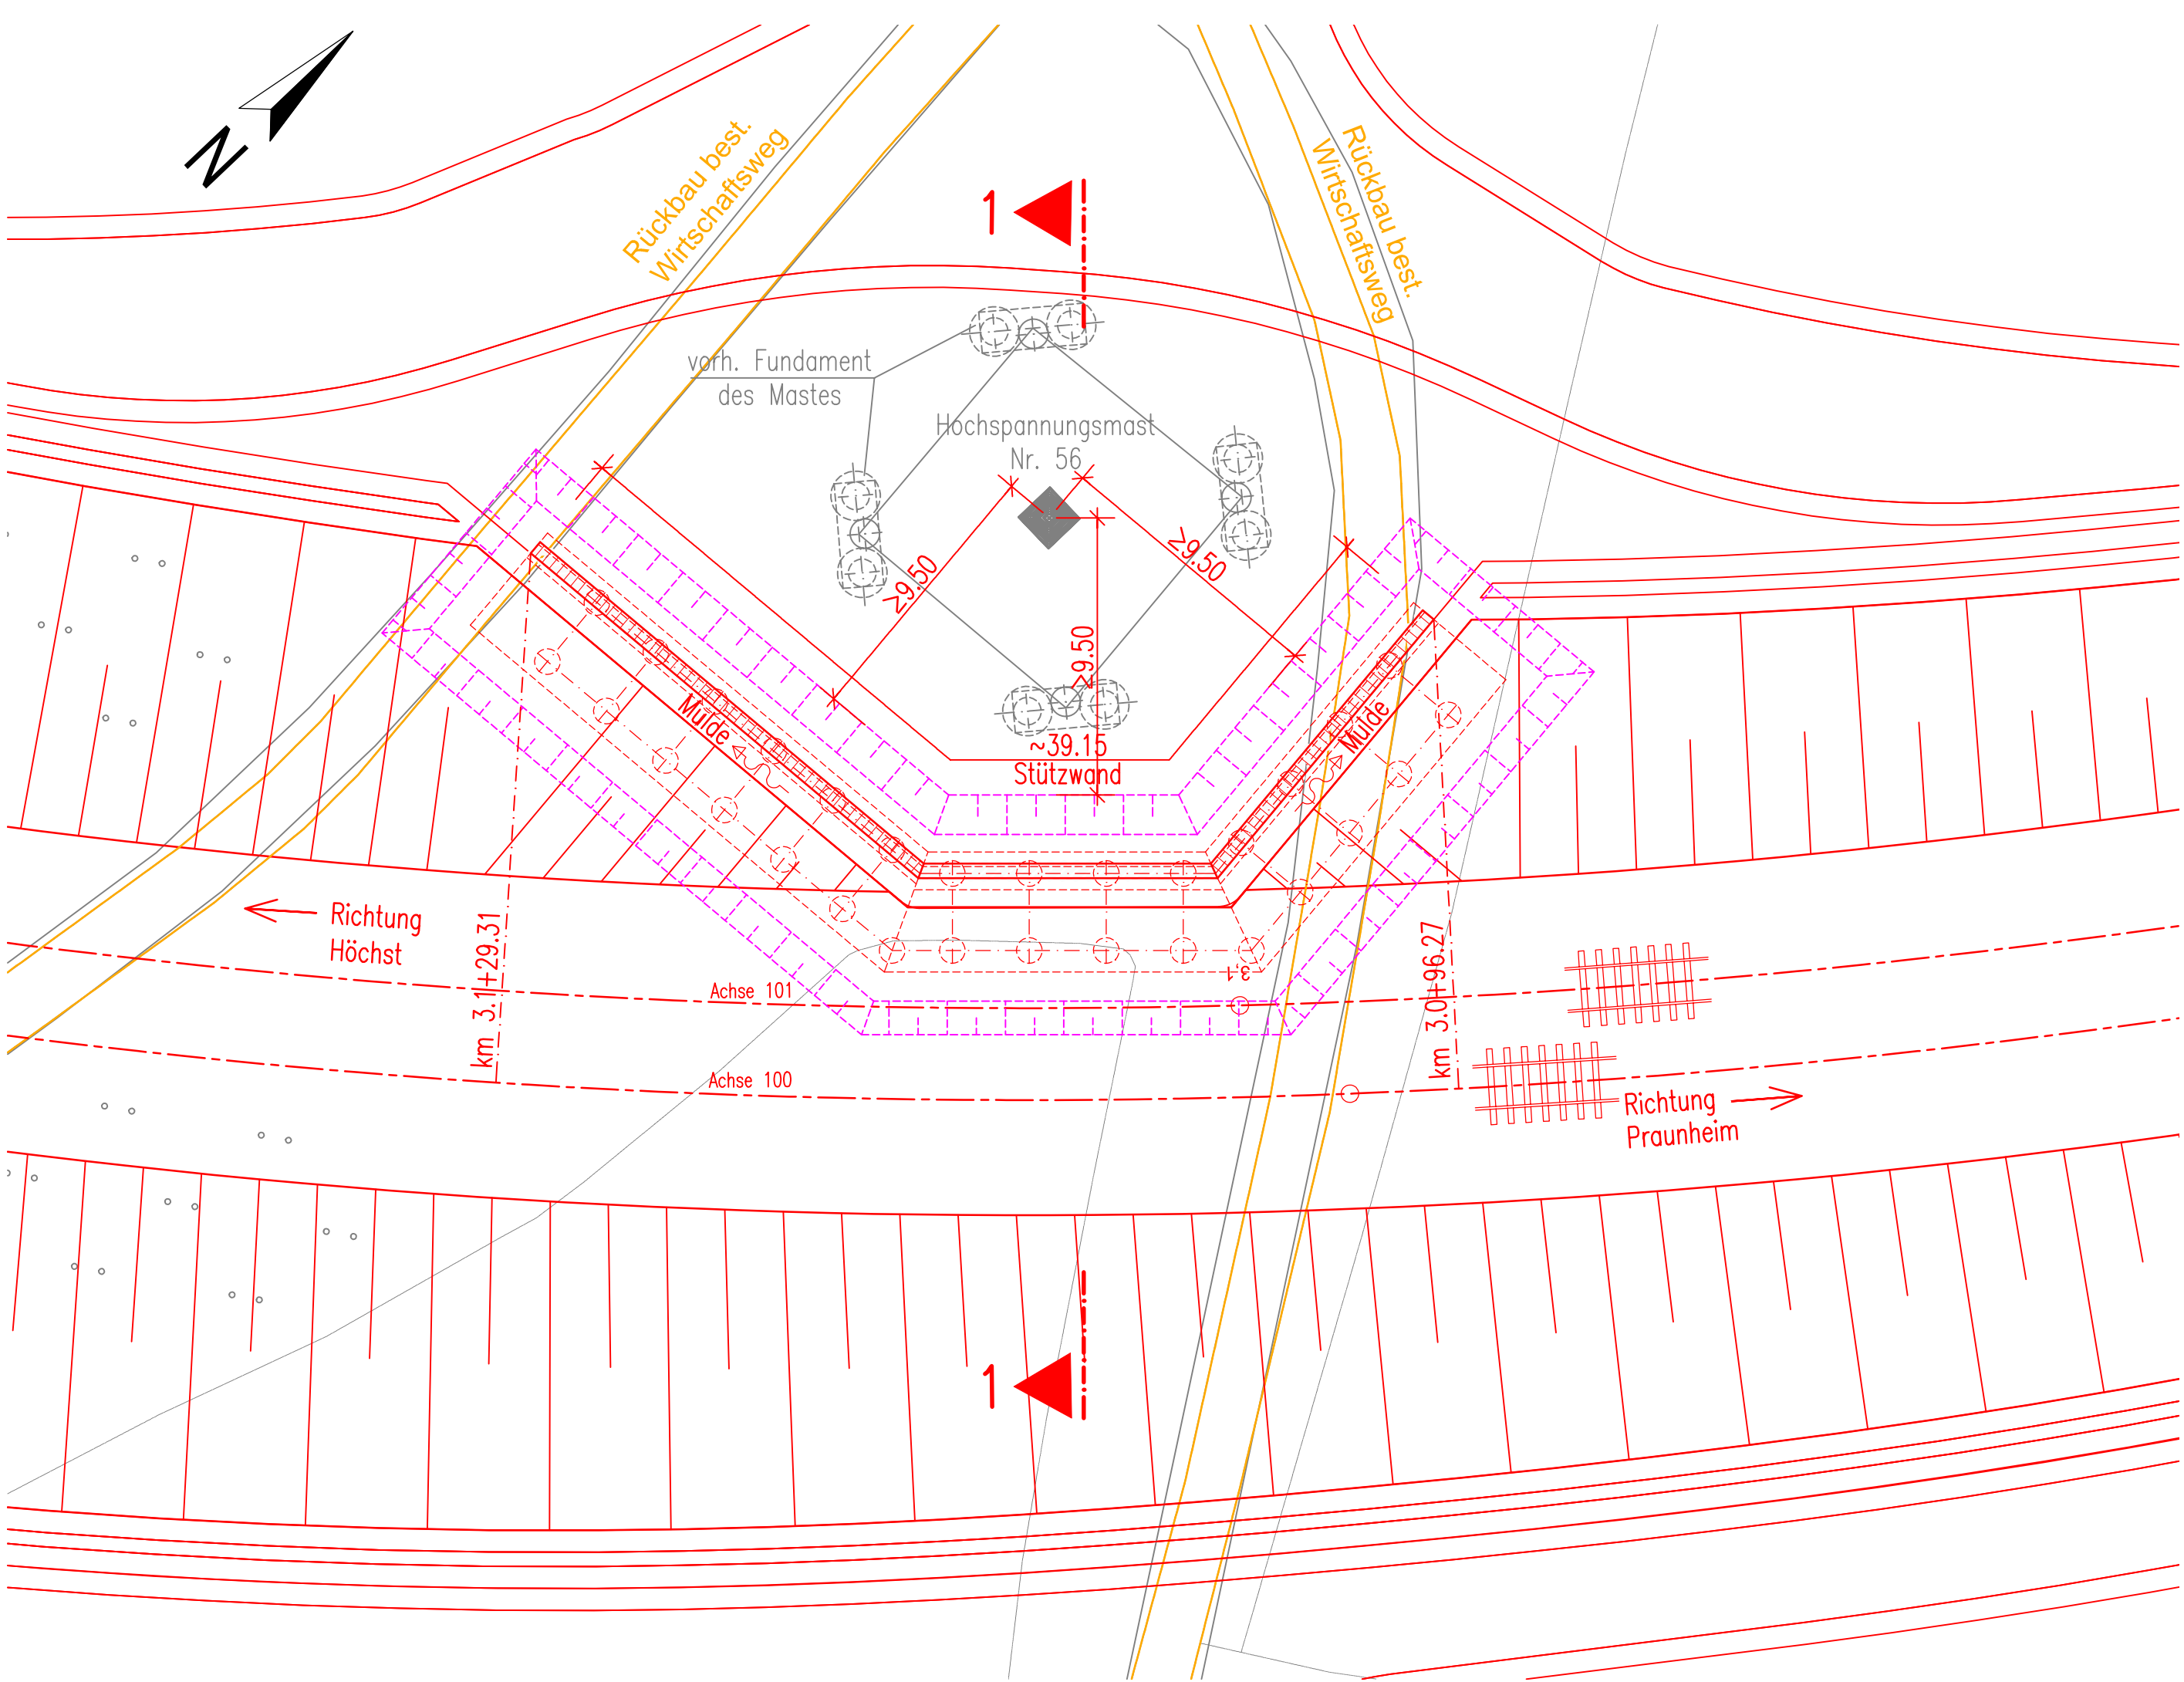 N
Rückbau best.
Wirtschaftsweg
Rückbau best.
Wirtschaftsweg
1
vorh. Fundament
des Mastes
Hochspannungsmast
Nr. 56
≥9.50
≥9.50
≥9.50
Mulde
Mulde
~39.15
Stützwand
Richtung
Höchst
km 3.1+29.31
km 3.0+96.27
3,1
Achse 101
Achse 100
Richtung
Praunheim
1